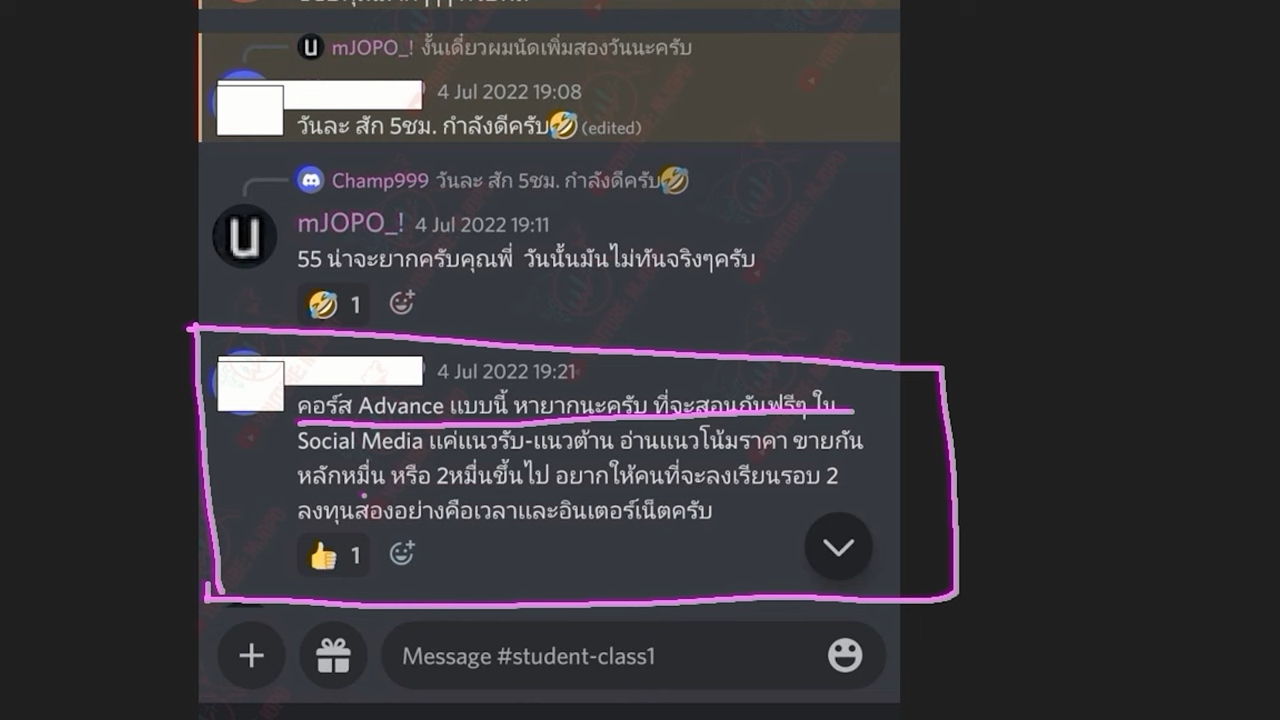 mJOPO_! งั้นเดี๋ยวผมนัดเพิ่มสองวันนะครับ
4 Jul 2022 19:08
วันละ สัก 5ชม. กำลังดีครับ🤣 (edited)
Champ999 วันละ สัก 5ชม. กำลังดีครับ🤣
mJOPO_! 4 Jul 2022 19:11
55 น่าจะยากครับคุณพี่ วันนั้นมันไม่ทันจริงๆครับ
🤣 1
4 Jul 2022 19:21
คอร์ส Advance แบบนี้ หายากนะครับ ที่จะสอนกันฟรีๆ ใน
Social Media แค่แนวรับ-แนวต้าน อ่านแนวโน้มราคา ขายกัน
หลักหมื่น หรือ 2หมื่นขึ้นไป อยากให้คนที่จะลงเรียนรอบ 2
ลงทุนสองอย่างคือเวลาและอินเตอร์เน็ตครับ
👍 1
Message #student-class1